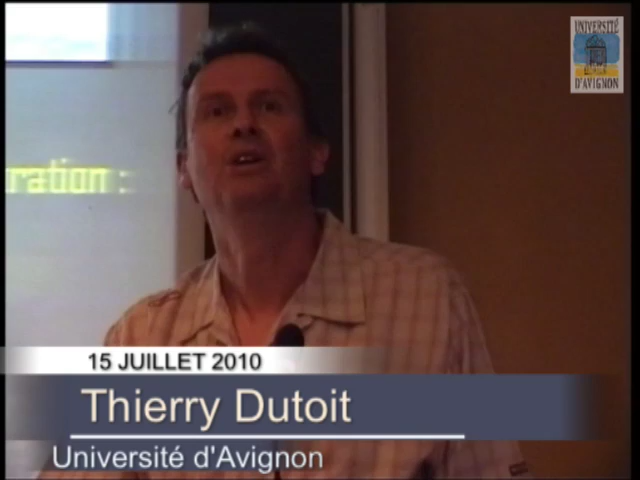 UNIVERSITÉ
D'AVIGNON
ration :
15 JUILLET 2010
Thierry Dutoit
Université d'Avignon